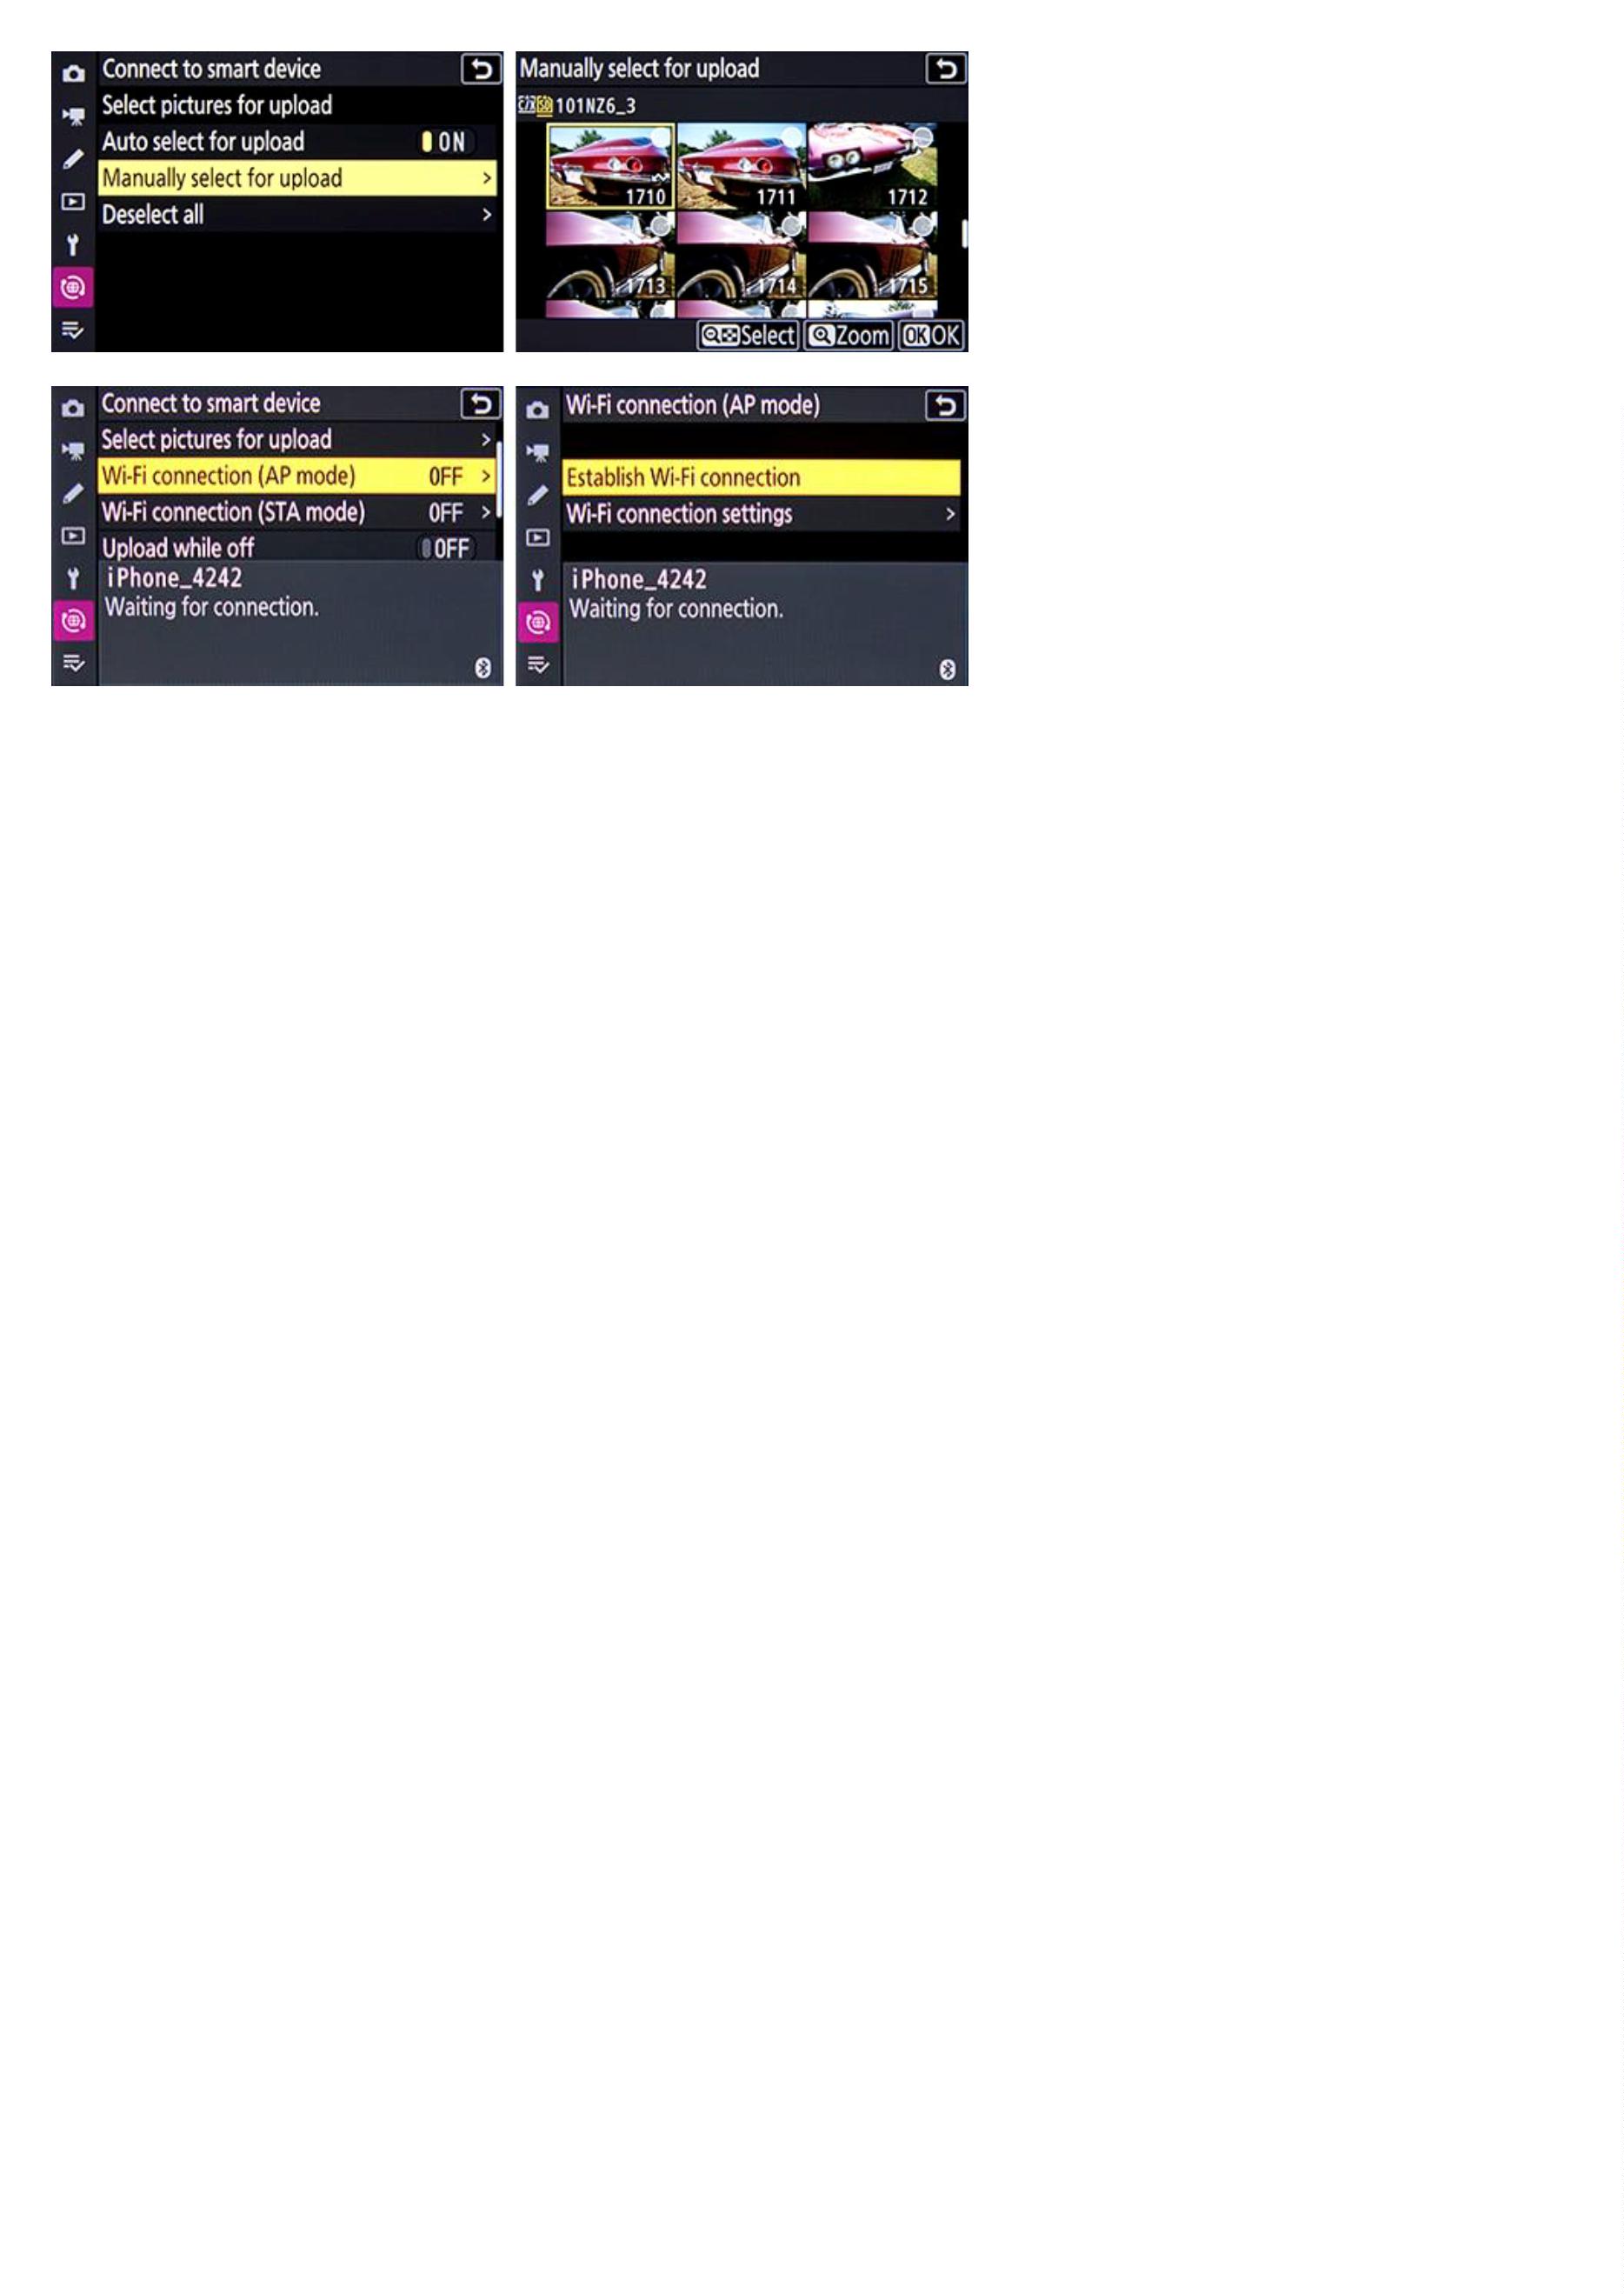 Connect to smart device
Select pictures for upload
Auto select for upload ON
Manually select for upload >
Deselect all >
Manually select for upload
101NZ6_3
1710 1711 1712
1713 1714 1715
Select Zoom OK OK
Connect to smart device
Select pictures for upload >
Wi-Fi connection (AP mode) OFF >
Wi-Fi connection (STA mode) OFF >
Upload while off OFF
iPhone_4242
Waiting for connection.
Wi-Fi connection (AP mode)
Establish Wi-Fi connection
Wi-Fi connection settings >
iPhone_4242
Waiting for connection.